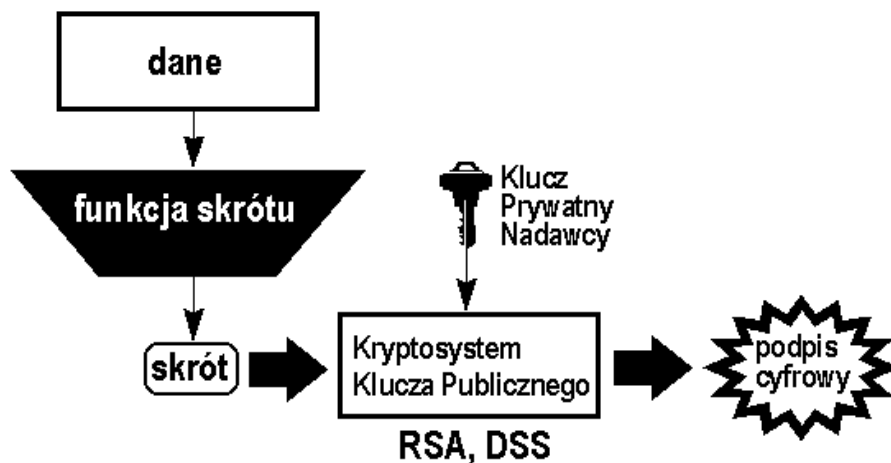 dane
funkcja skrótu
Klucz
Prywatny
Nadawcy
skrót
Kryptosystem
Klucza Publicznego
podpis
cyfrowy
RSA, DSS